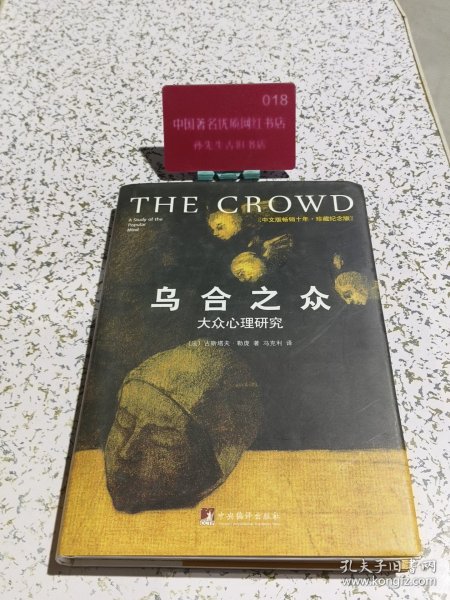 018
中国著名优质网红书店
孙先生古旧书店
THE CROWD
A Study of the
Popular
Mind
【中文版畅销十年·珍藏纪念版】
乌合之众
大众心理研究
〔法〕古斯塔夫·勒庞 著 冯克利 译
中央编译出版社
孔夫子旧书网
www.kongfz.com